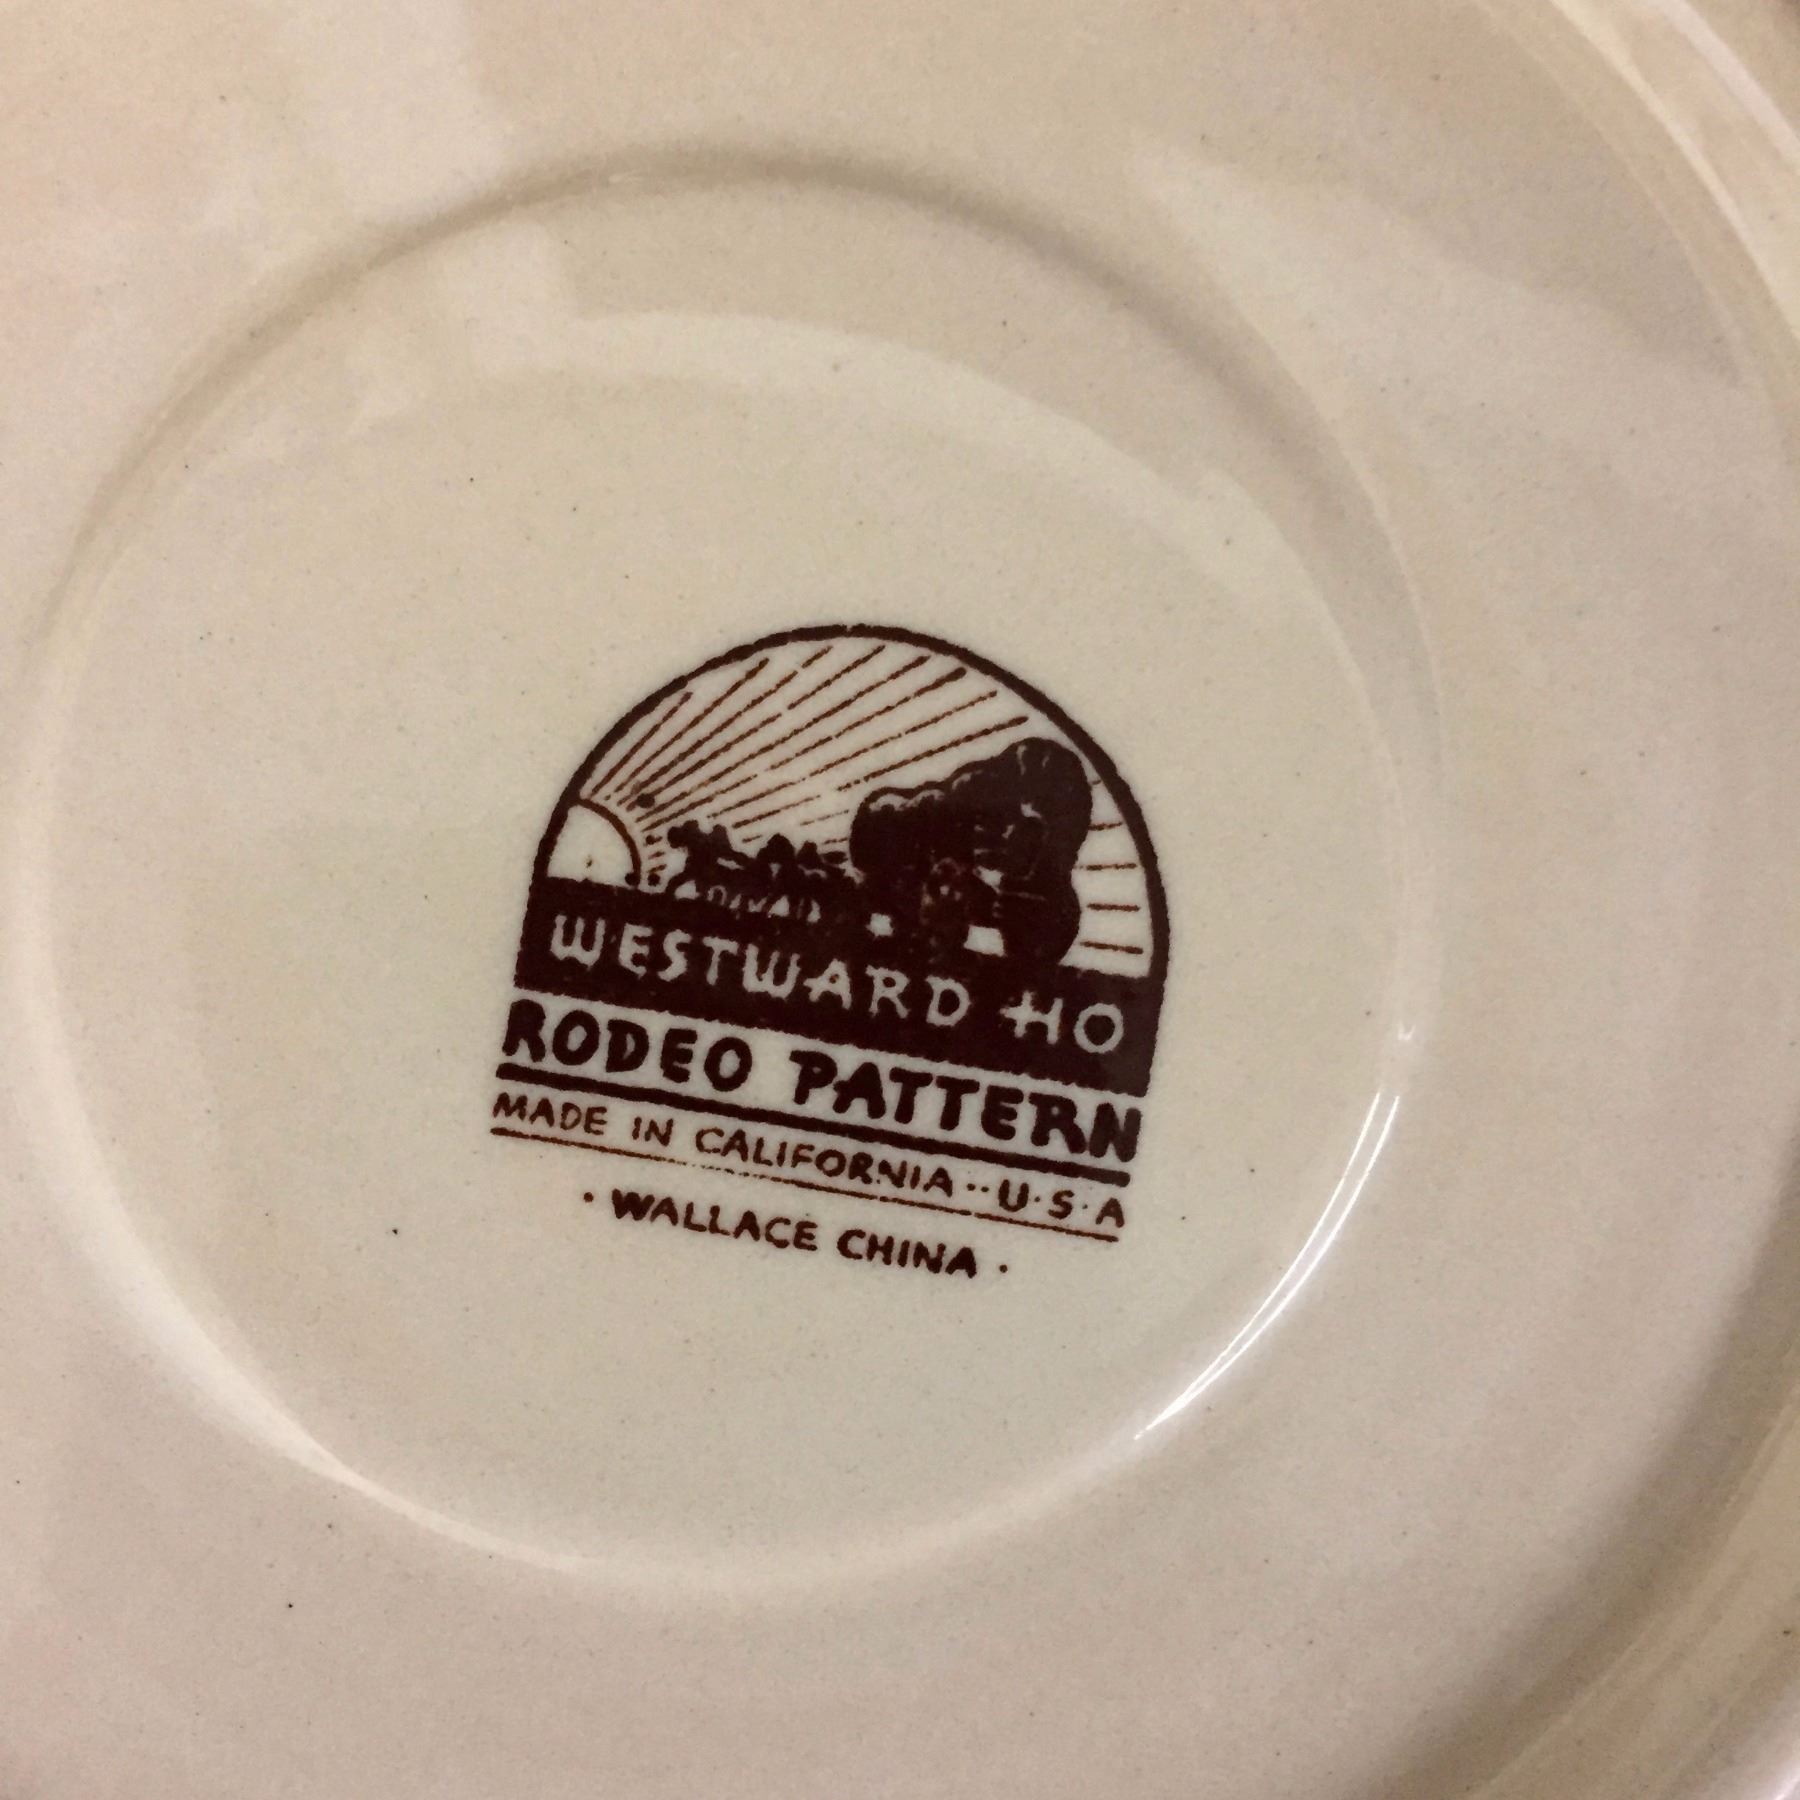 WESTWARD HO
RODEO PATTERN
MADE IN CALIFORNIA··U·S·A
· WALLACE CHINA ·